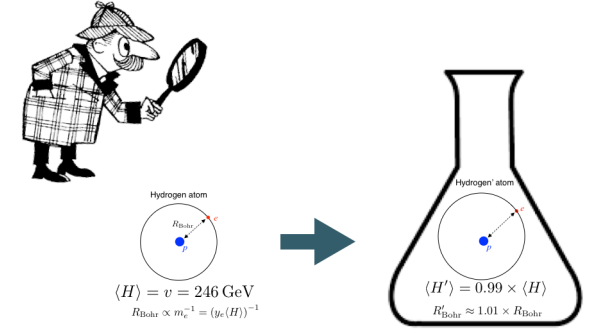 Hydrogen atom
R_Bohr
e
p
⟨H⟩ = v = 246 GeV
R_Bohr ∝ m_e^{-1} = (y_e⟨H⟩)^{-1}
Hydrogen' atom
e
p
⟨H'⟩ = 0.99 × ⟨H⟩
R'_Bohr ≈ 1.01 × R_Bohr